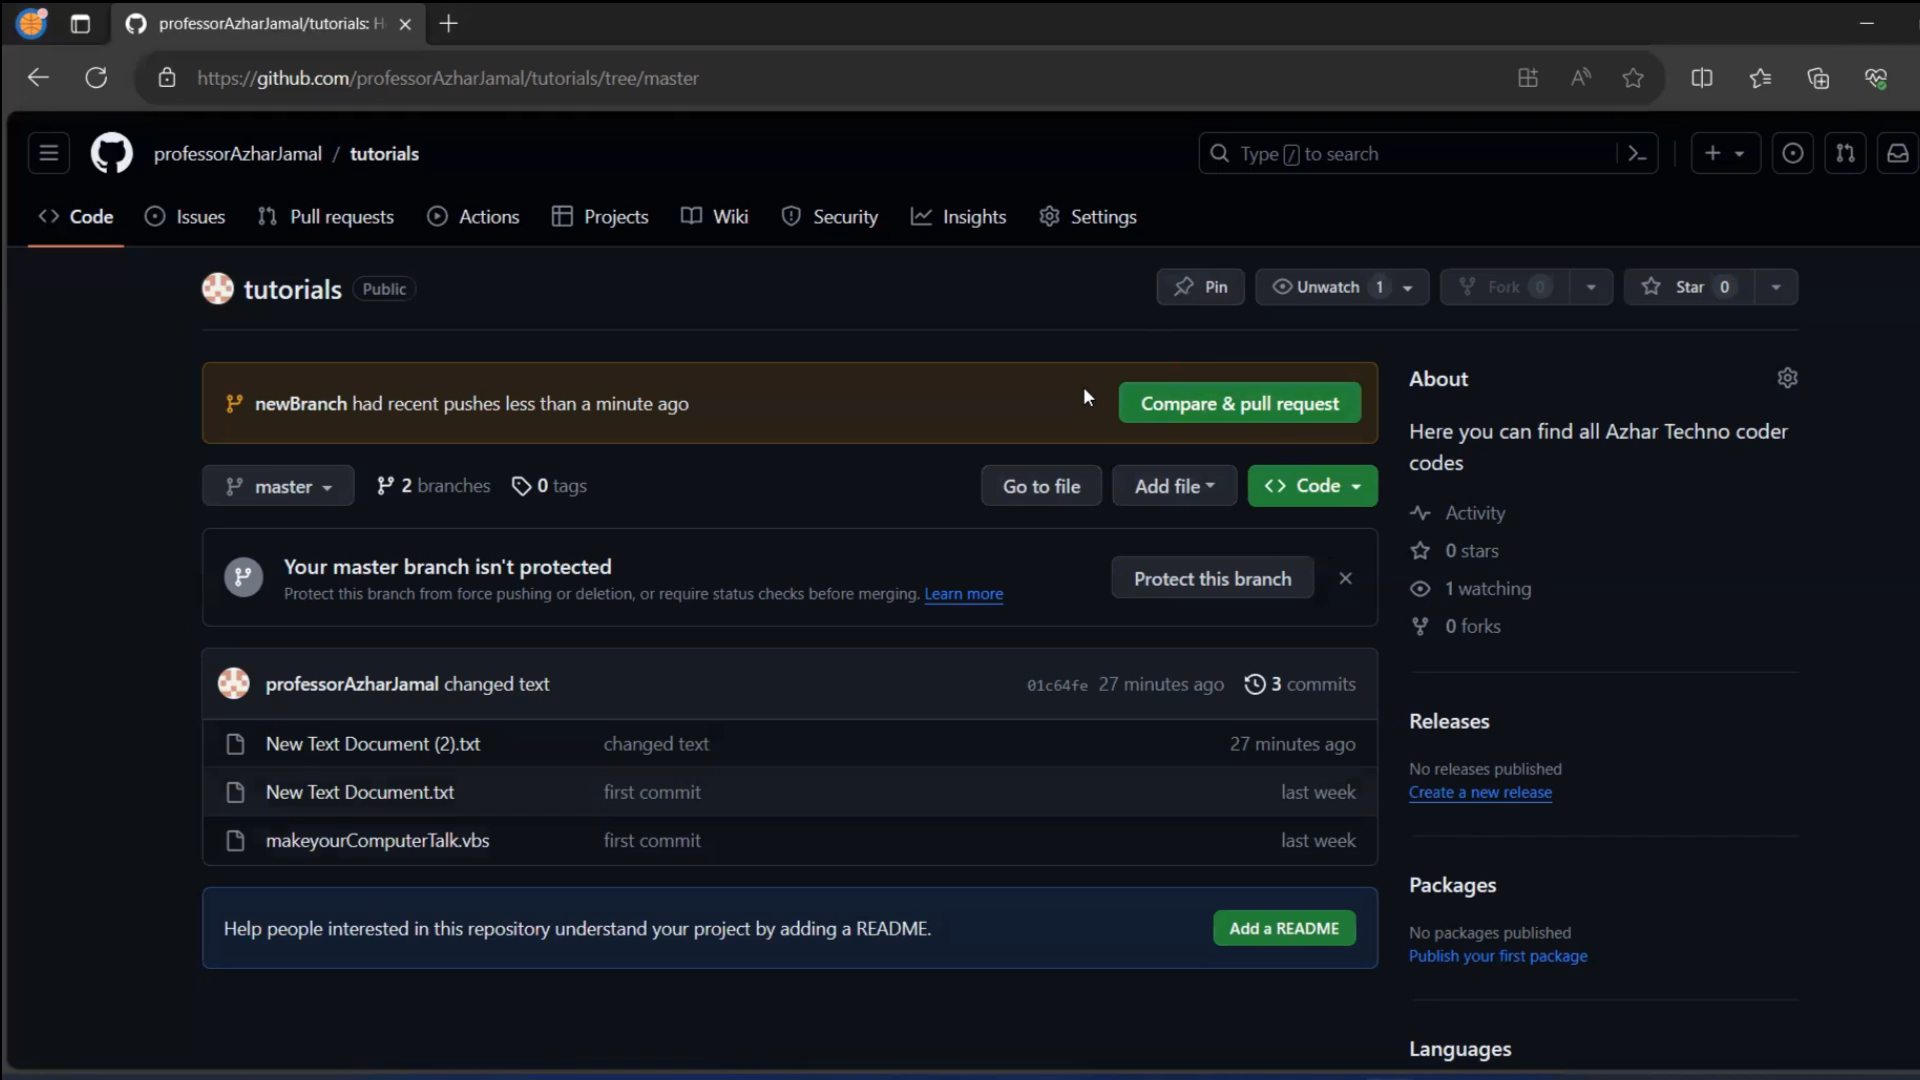 professorAzharJamal/tutorials: H
https://github.com/professorAzharJamal/tutorials/tree/master
professorAzharJamal / tutorials
Type / to search
Code Issues Pull requests Actions Projects Wiki Security Insights Settings
tutorials Public
Pin Unwatch 1 Fork 0 Star 0
newBranch had recent pushes less than a minute ago
Compare & pull request
master 2 branches 0 tags
Go to file Add file Code
Your master branch isn't protected
Protect this branch from force pushing or deletion, or require status checks before merging. Learn more
Protect this branch
professorAzharJamal changed text 01c64fe 27 minutes ago 3 commits
New Text Document (2).txt changed text 27 minutes ago
New Text Document.txt first commit last week
makeyourComputerTalk.vbs first commit last week
Help people interested in this repository understand your project by adding a README.
Add a README
About
Here you can find all Azhar Techno coder
codes
Activity
0 stars
1 watching
0 forks
Releases
No releases published
Create a new release
Packages
No packages published
Publish your first package
Languages